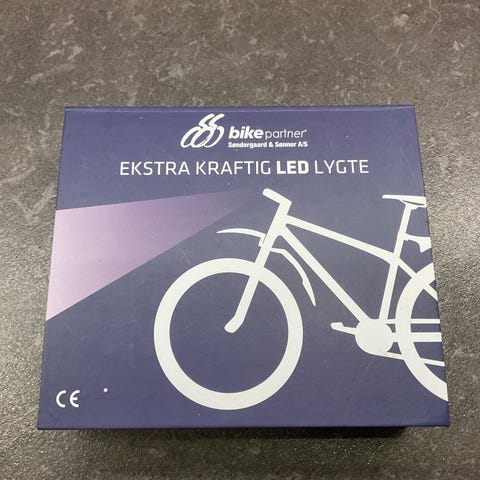 bikepartner®
Søndergaard & Sønner A/S
EKSTRA KRAFTIG LED LYGTE
CE